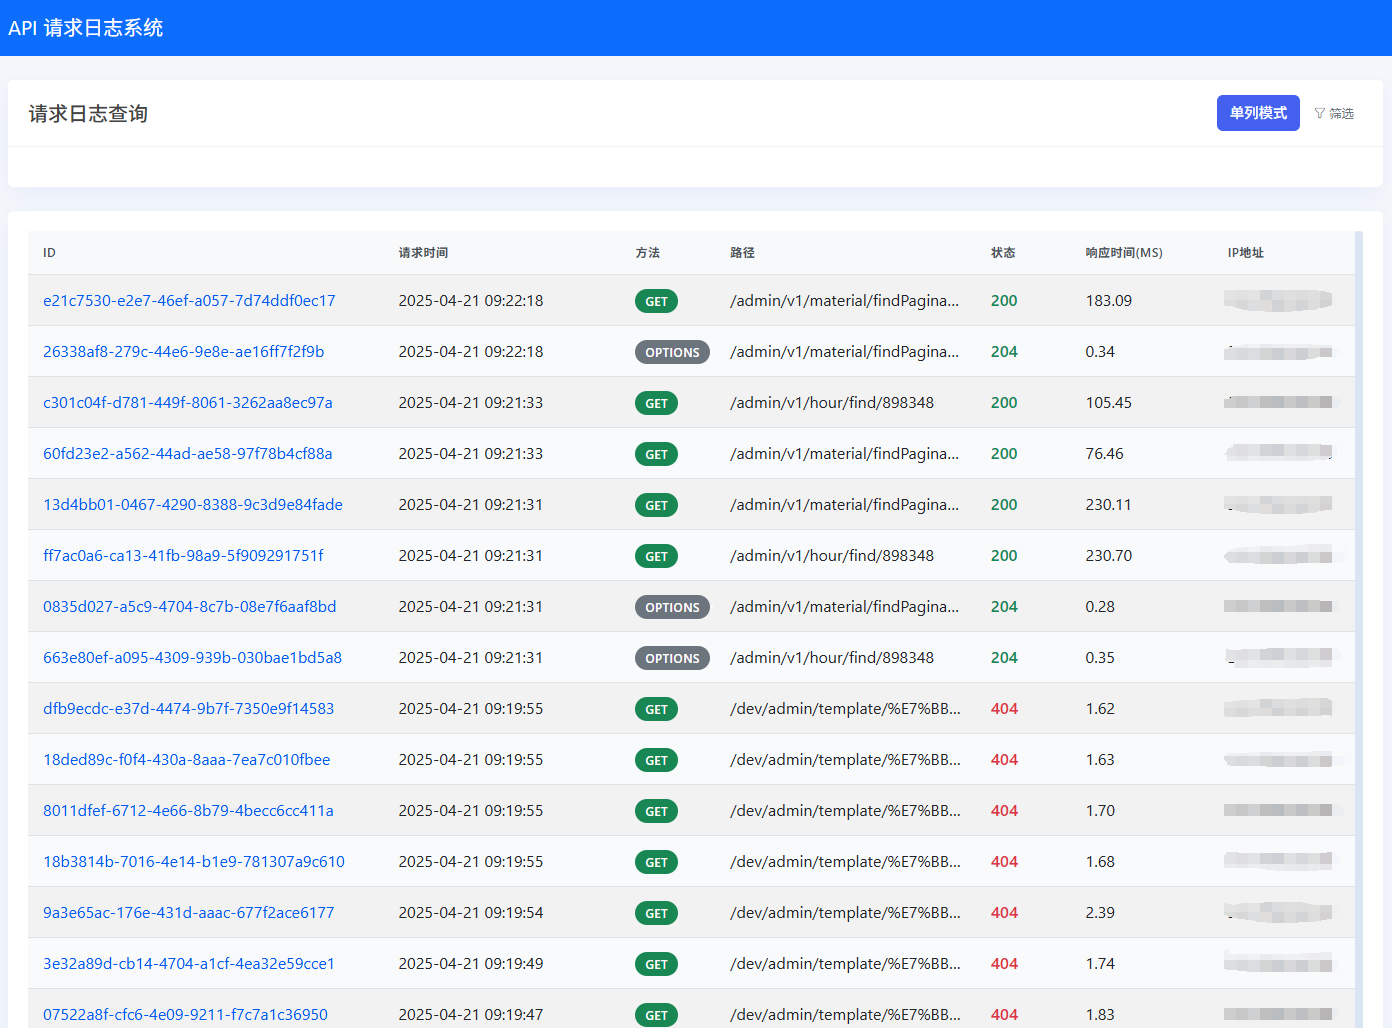 API 请求日志系统
请求日志查询
单列模式 筛选
ID 请求时间 方法 路径 状态 响应时间(MS) IP地址
e21c7530-e2e7-46ef-a057-7d74ddf0ec17 2025-04-21 09:22:18 GET /admin/v1/material/findPagina... 200 183.09
26338af8-279c-44e6-9e8e-ae16ff7f2f9b 2025-04-21 09:22:18 OPTIONS /admin/v1/material/findPagina... 204 0.34
c301c04f-d781-449f-8061-3262aa8ec97a 2025-04-21 09:21:33 GET /admin/v1/hour/find/898348 200 105.45
60fd23e2-a562-44ad-ae58-97f78b4cf88a 2025-04-21 09:21:33 GET /admin/v1/material/findPagina... 200 76.46
13d4bb01-0467-4290-8388-9c3d9e84fade 2025-04-21 09:21:31 GET /admin/v1/material/findPagina... 200 230.11
ff7ac0a6-ca13-41fb-98a9-5f909291751f 2025-04-21 09:21:31 GET /admin/v1/hour/find/898348 200 230.70
0835d027-a5c9-4704-8c7b-08e7f6aaf8bd 2025-04-21 09:21:31 OPTIONS /admin/v1/material/findPagina... 204 0.28
663e80ef-a095-4309-939b-030bae1bd5a8 2025-04-21 09:21:31 OPTIONS /admin/v1/hour/find/898348 204 0.35
dfb9ecdc-e37d-4474-9b7f-7350e9f14583 2025-04-21 09:19:55 GET /dev/admin/template/%E7%BB... 404 1.62
18ded89c-f0f4-430a-8aaa-7ea7c010fbee 2025-04-21 09:19:55 GET /dev/admin/template/%E7%BB... 404 1.63
8011dfef-6712-4e66-8b79-4becc6cc411a 2025-04-21 09:19:55 GET /dev/admin/template/%E7%BB... 404 1.70
18b3814b-7016-4e14-b1e9-781307a9c610 2025-04-21 09:19:55 GET /dev/admin/template/%E7%BB... 404 1.68
9a3e65ac-176e-431d-aaac-677f2ace6177 2025-04-21 09:19:54 GET /dev/admin/template/%E7%BB... 404 2.39
3e32a89d-cb14-4704-a1cf-4ea32e59cce1 2025-04-21 09:19:49 GET /dev/admin/template/%E7%BB... 404 1.74
07522a8f-cfc6-4e09-9211-f7c7a1c36950 2025-04-21 09:19:47 GET /dev/admin/template/%E7%BB... 404 1.83